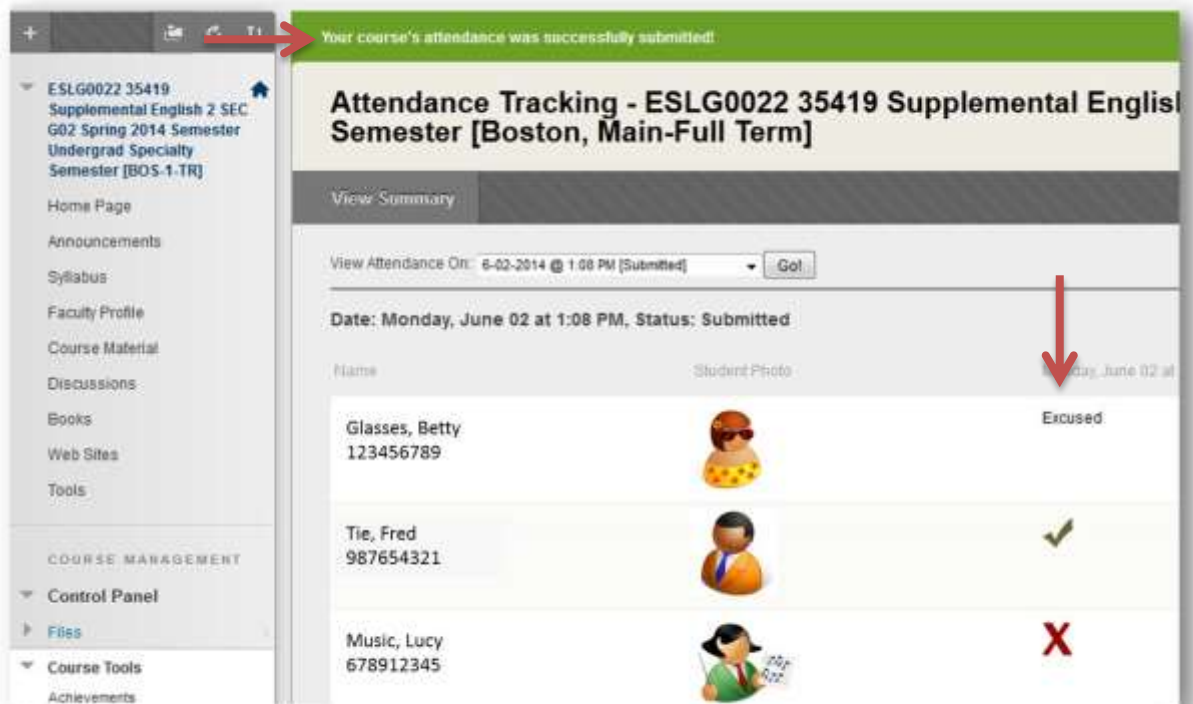 Your course's attendance was successfully submitted!
ESLG0022 35419
Supplemental English 2 SEC
G02 Spring 2014 Semester
Undergrad Specialty
Semester [BOS-1-TR]
Home Page
Announcements
Syllabus
Faculty Profile
Course Material
Discussions
Books
Web Sites
Tools
COURSE MANAGEMENT
Control Panel
Files
Course Tools
Achievements
Attendance Tracking - ESLG0022 35419 Supplemental English
Semester [Boston, Main-Full Term]
View Summary
View Attendance On: 6-02-2014 @ 1:08 PM [Submitted] Go!
Date: Monday, June 02 at 1:08 PM, Status: Submitted
Name Student Photo Monday, June 02 at
Glasses, Betty Excused
123456789
Tie, Fred
987654321
Music, Lucy X
678912345